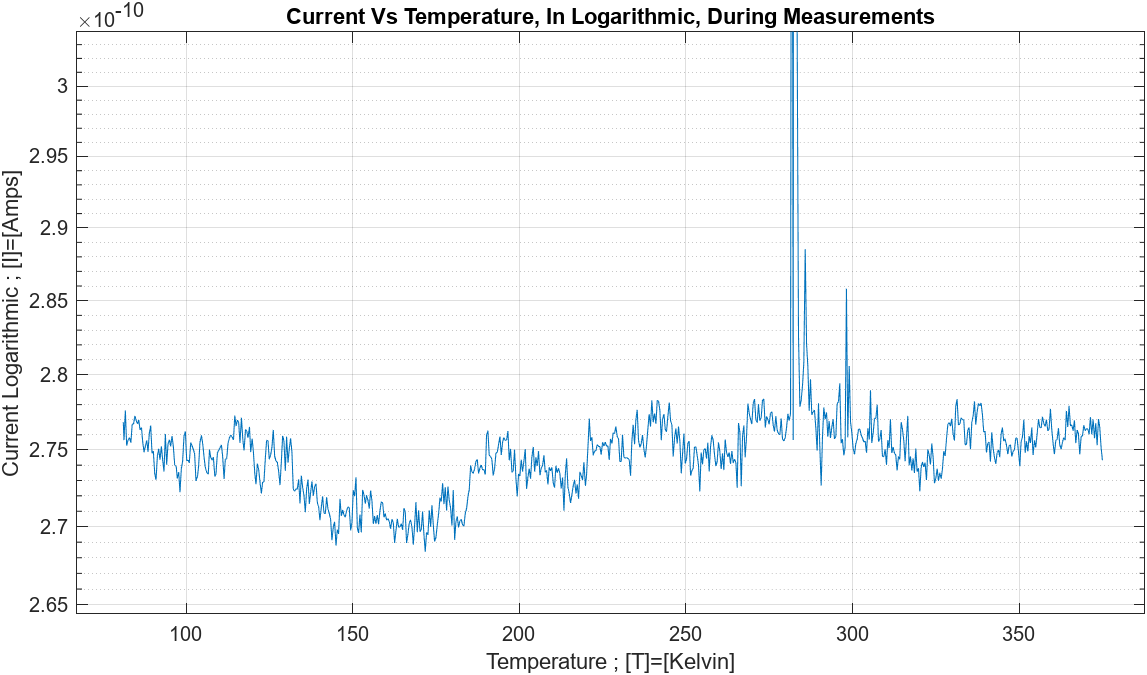 Current Vs Temperature, In Logarithmic, During Measurements
×10-10
3
2.95
2.9
2.85
2.8
2.75
2.7
2.65
Current Logarithmic ; [I]=[Amps]
100 150 200 250 300 350
Temperature ; [T]=[Kelvin]